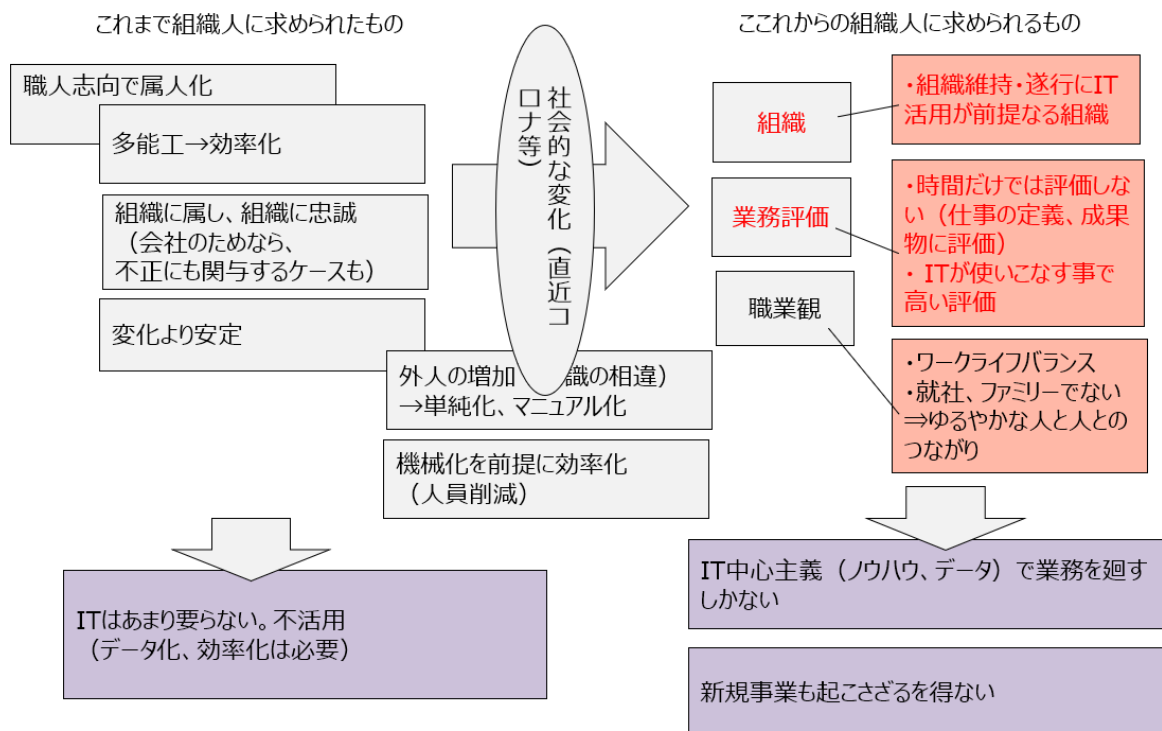 これまで組織人に求められたもの
ここれからの組織人に求められるもの
職人志向で属人化
多能工→効率化
組織に属し、組織に忠誠
（会社のためなら、
不正にも関与するケースも）
変化より安定
外人の増加
識の相違）
→単純化、マニュアル化
機械化を前提に効率化
（人員削減）
社会的な変化（直近コ
ロナ等）
組織
・組織維持・遂行にIT
活用が前提なる組織
業務評価
・時間だけでは評価しな
い（仕事の定義、成果
物に評価）
・ ITが使いこなす事で
高い評価
職業観
・ワークライフバランス
・就社、ファミリーでない
⇒ゆるやかな人と人との
つながり
ITはあまり要らない。不活用
（データ化、効率化は必要）
IT中心主義（ノウハウ、データ）で業務を廻す
しかない
新規事業も起こさざるを得ない